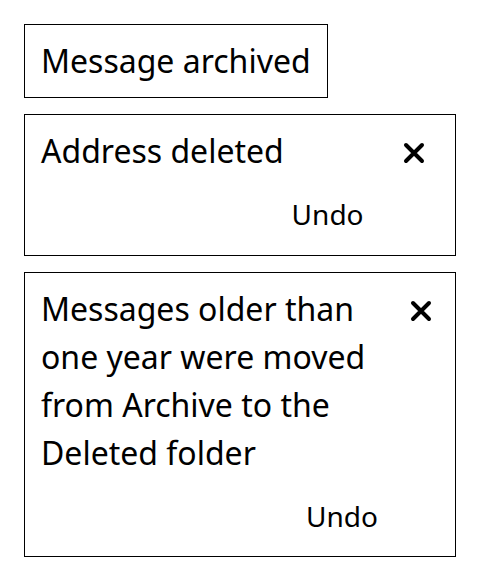 Message archived
Address deleted
Undo
Messages older than
one year were moved
from Archive to the
Deleted folder
Undo